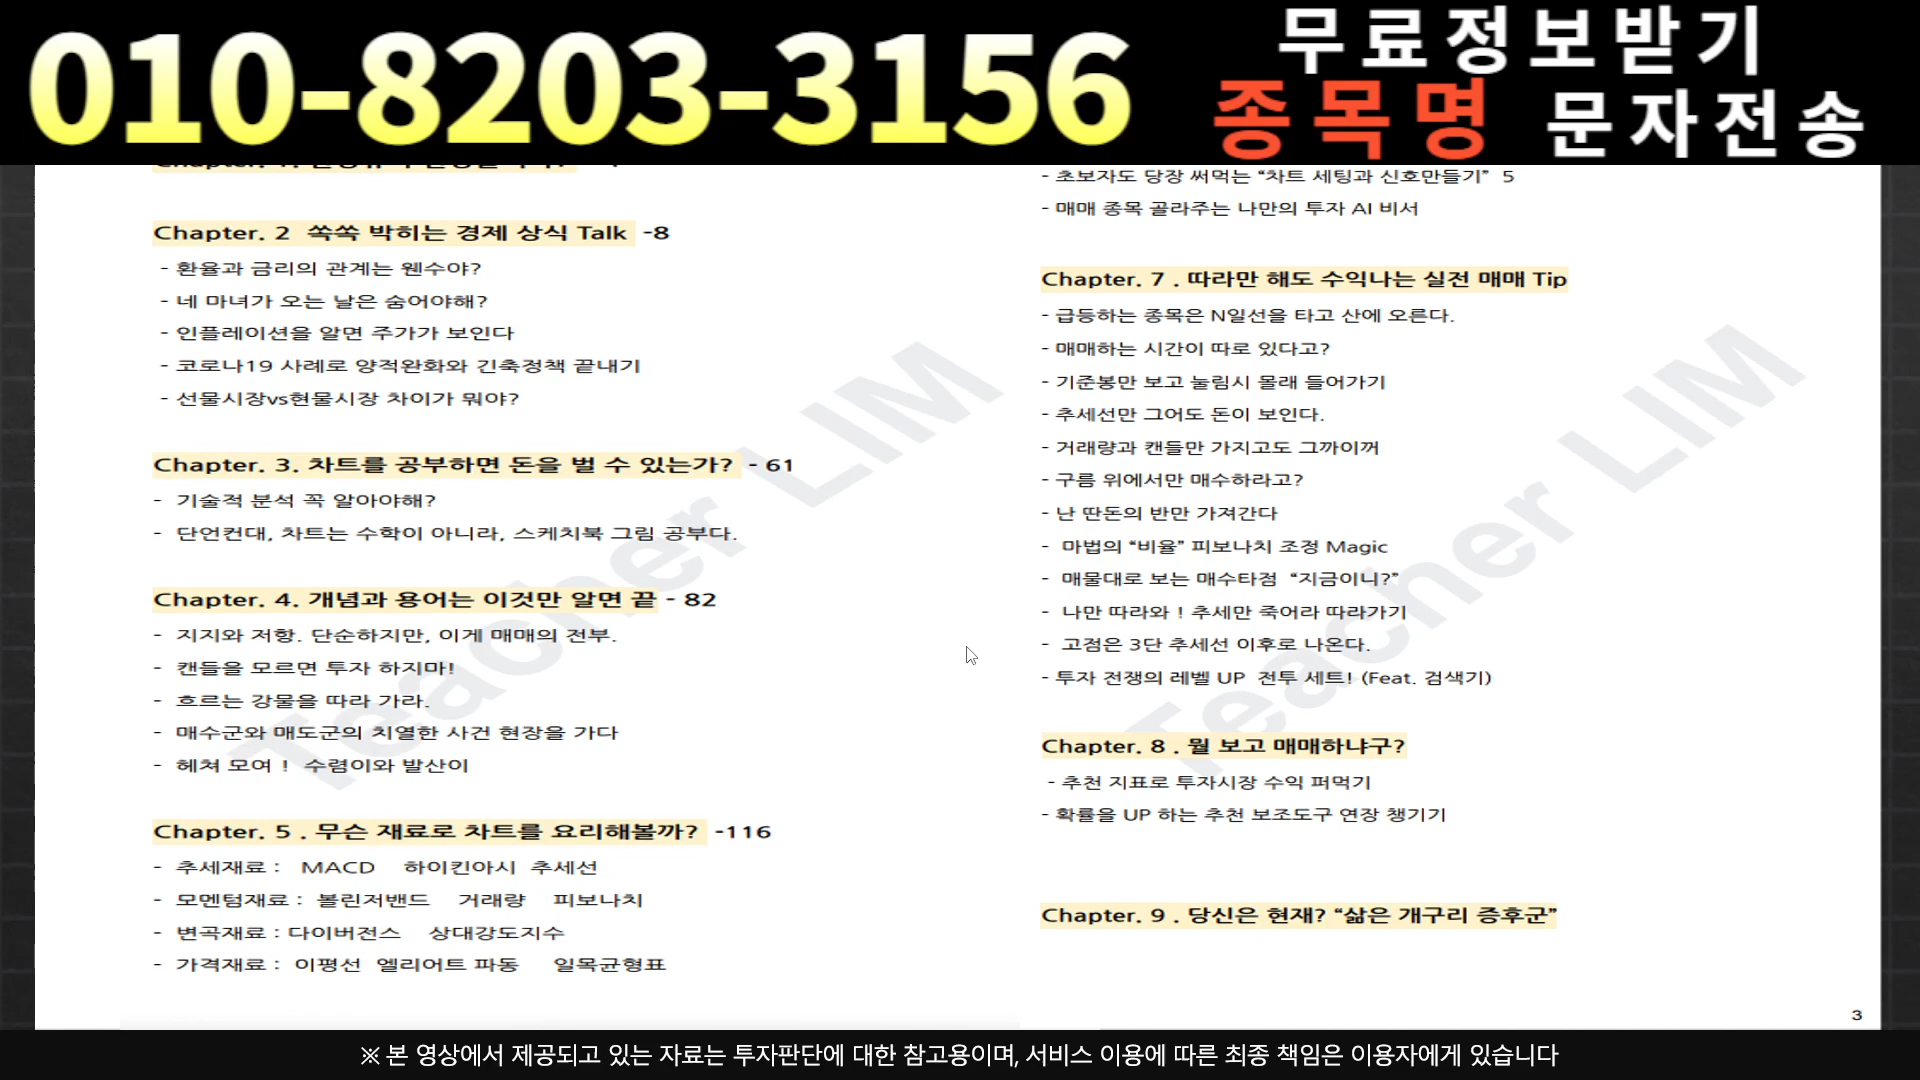 010-8203-3156
무료정보받기
종목명 문자전송
Chapter. 2 쏙쏙 박히는 경제 상식 Talk -8
- 환율과 금리의 관계는 웬수야?
- 네 마녀가 오는 날은 숨어야해?
- 인플레이션을 알면 주가가 보인다
- 코로나19 사례로 양적완화와 긴축정책 끝내기
- 선물시장vs현물시장 차이가 뭐야?
Chapter. 3. 차트를 공부하면 돈을 벌 수 있는가? - 61
- 기술적 분석 꼭 알아야해?
- 단언컨대, 차트는 수학이 아니라, 스케치북 그림 공부다.
Chapter. 4. 개념과 용어는 이것만 알면 끝 - 82
- 지지와 저항. 단순하지만, 이게 매매의 전부.
- 캔들을 모르면 투자 하지마!
- 흐르는 강물을 따라 가라.
- 매수군와 매도군의 치열한 사건 현장을 가다
- 헤쳐 모여 ! 수렴이와 발산이
Chapter. 5 . 무슨 재료로 차트를 요리해볼까? -116
- 추세재료 : MACD 하이킨아시 추세선
- 모멘텀재료 : 볼린저밴드 거래량 피보나치
- 변곡재료 : 다이버전스 상대강도지수
- 가격재료 : 이평선 엘리어트 파동 일목균형표
- 초보자도 당장 써먹는 “차트 세팅과 신호만들기” 5
- 매매 종목 골라주는 나만의 투자 AI 비서
Chapter. 7 . 따라만 해도 수익나는 실전 매매 Tip
- 급등하는 종목은 N일선을 타고 산에 오른다.
- 매매하는 시간이 따로 있다고?
- 기준봉만 보고 눌림시 몰래 들어가기
- 추세선만 그어도 돈이 보인다.
- 거래량과 캔들만 가지고도 그까이꺼
- 구름 위에서만 매수하라고?
- 난 딴돈의 반만 가져간다
- 마법의 “비율” 피보나치 조정 Magic
- 매물대로 보는 매수타점 “지금이니?”
- 나만 따라와 ! 추세만 죽어라 따라가기
- 고점은 3단 추세선 이후로 나온다.
- 투자 전쟁의 레벨 UP 전투 세트! (Feat. 검색기)
Chapter. 8 . 뭘 보고 매매하냐구?
- 추천 지표로 투자시장 수익 퍼먹기
- 확률을 UP 하는 추천 보조도구 연장 챙기기
Chapter. 9 . 당신은 현재? “삶은 개구리 증후군”
Teacher LIM
Teacher LIM
3
※ 본 영상에서 제공되고 있는 자료는 투자판단에 대한 참고용이며, 서비스 이용에 따른 최종 책임은 이용자에게 있습니다